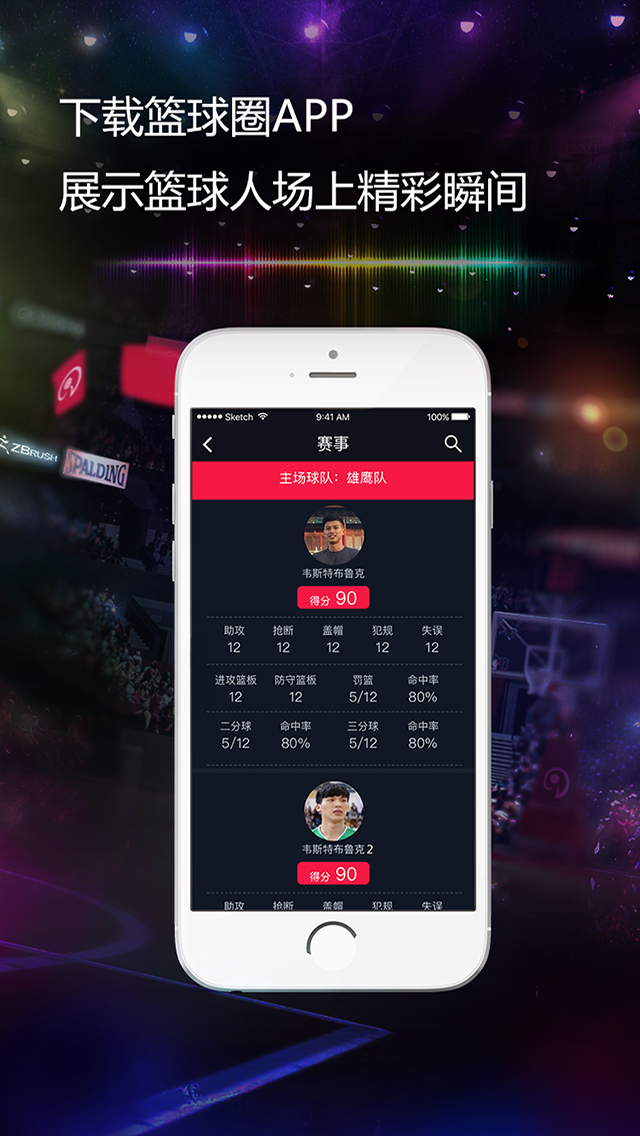 下载篮球圈APP
展示篮球人场上精彩瞬间
ZBRUSH
SPALDING
Sketch 9:41 AM 100%
赛事
主场球队：雄鹰队
韦斯特布鲁克
得分 90
助攻 抢断 盖帽 犯规 失误
12 12 12 12 12
进攻篮板 防守篮板 罚篮 命中率
12 12 5/12 80%
二分球 命中率 三分球 命中率
5/12 80% 5/12 80%
韦斯特布鲁克2
得分 90
助攻 抢断 盖帽 犯规 失误